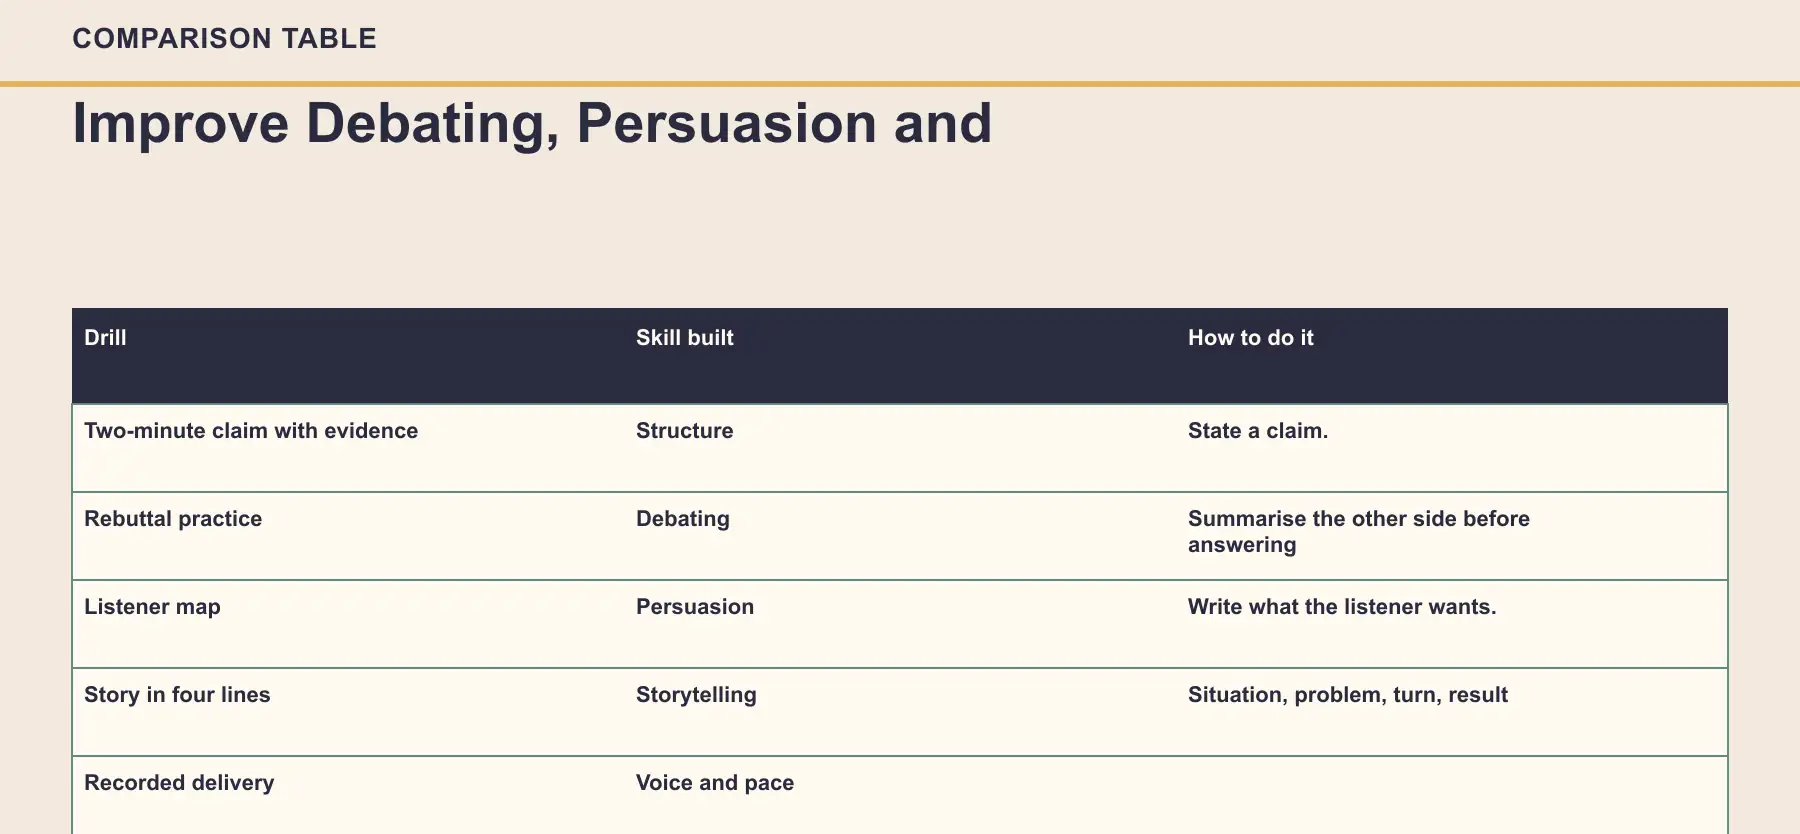 COMPARISON TABLE
Improve Debating, Persuasion and
Drill Skill built How to do it
Two-minute claim with evidence Structure State a claim.
Rebuttal practice Debating Summarise the other side before
answering
Listener map Persuasion Write what the listener wants.
Story in four lines Storytelling Situation, problem, turn, result
Recorded delivery Voice and pace